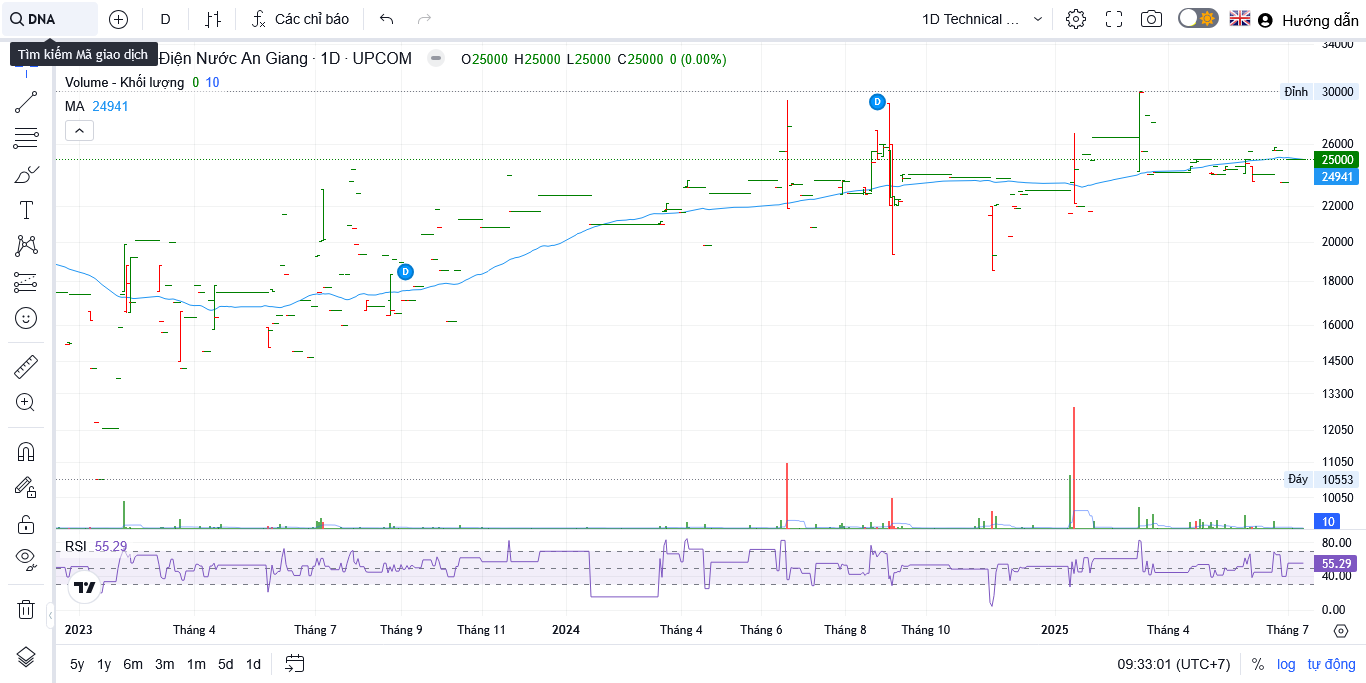 DNA
D
Các chỉ báo
1D Technical ...
Hướng dẫn
Tìm kiếm Mã giao dịch
Điện Nước An Giang · 1D · UPCOM
O25000 H25000 L25000 C25000 0 (0.00%)
Volume - Khối lượng 0 10
MA 24941
34000
Đỉnh 30000
26000
25000
24941
22000
20000
18000
16000
14500
13300
12050
11050
Đáy 10553
10050
10
D
D
RSI 55.29
80.00
55.29
40.00
0.00
2023 Tháng 4 Tháng 7 Tháng 9 Tháng 11 2024 Tháng 4 Tháng 6 Tháng 8 Tháng 10 2025 Tháng 4 Tháng 7
5y 1y 6m 3m 1m 5d 1d
09:33:01 (UTC+7) % log tự động